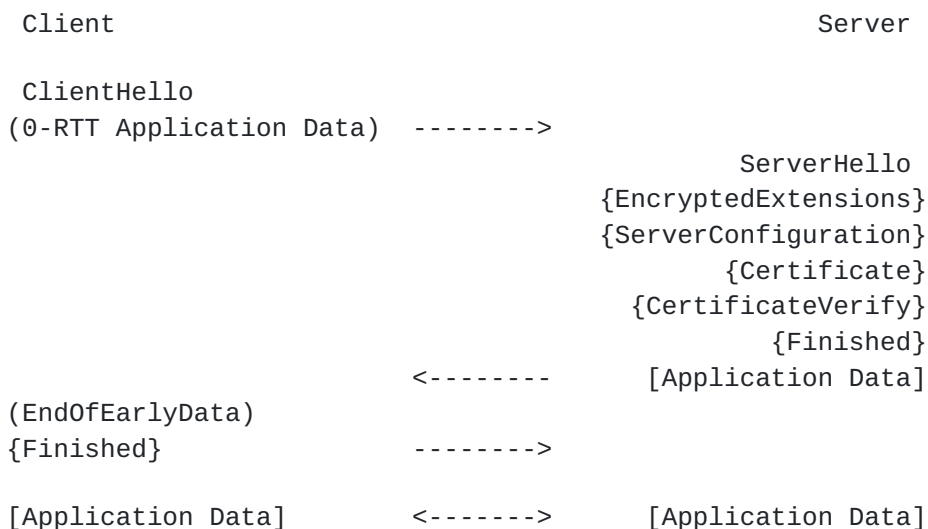 Client                                               Server

 ClientHello
(0-RTT Application Data)  -------->
                                                ServerHello
                                      {EncryptedExtensions}
                                      {ServerConfiguration}
                                              {Certificate}
                                        {CertificateVerify}
                                                 {Finished}
                          <--------      [Application Data]
(EndOfEarlyData)
{Finished}                -------->

[Application Data]        <------->      [Application Data]